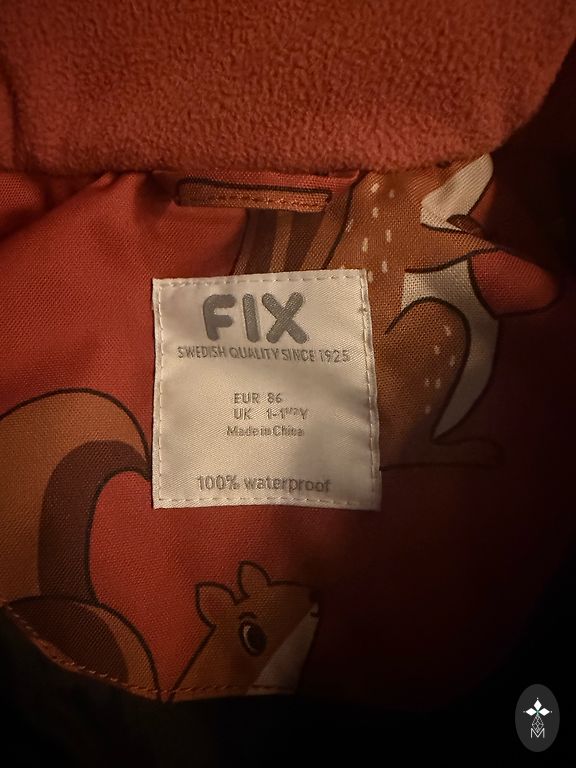 FIX
SWEDISH QUALITY SINCE 1925
EUR 86
UK 1-1½Y
Made in China
100% waterproof